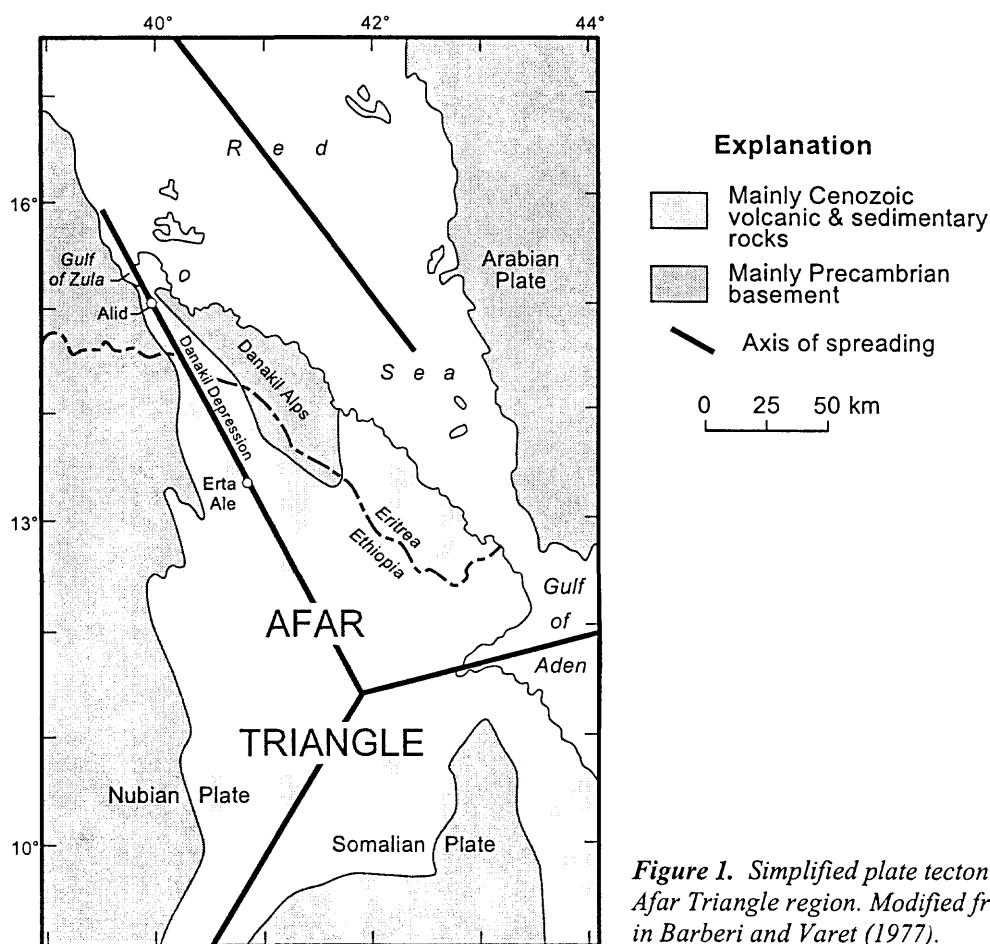 40°
42°
44°
16°
13°
10°
Red
Sea
Gulf
of Zula
Alid
Danakil Depression
Danakil Alps
Erta
Ale
Eritrea
Ethiopia
Arabian
Plate
Gulf
of
Aden
AFAR
TRIANGLE
Nubian Plate
Somalian Plate
Explanation
Mainly Cenozoic
volcanic & sedimentary
rocks
Mainly Precambrian
basement
Axis of spreading
0 25 50 km
Figure 1. Simplified plate tecton
Afar Triangle region. Modified fr
in Barberi and Varet (1977).